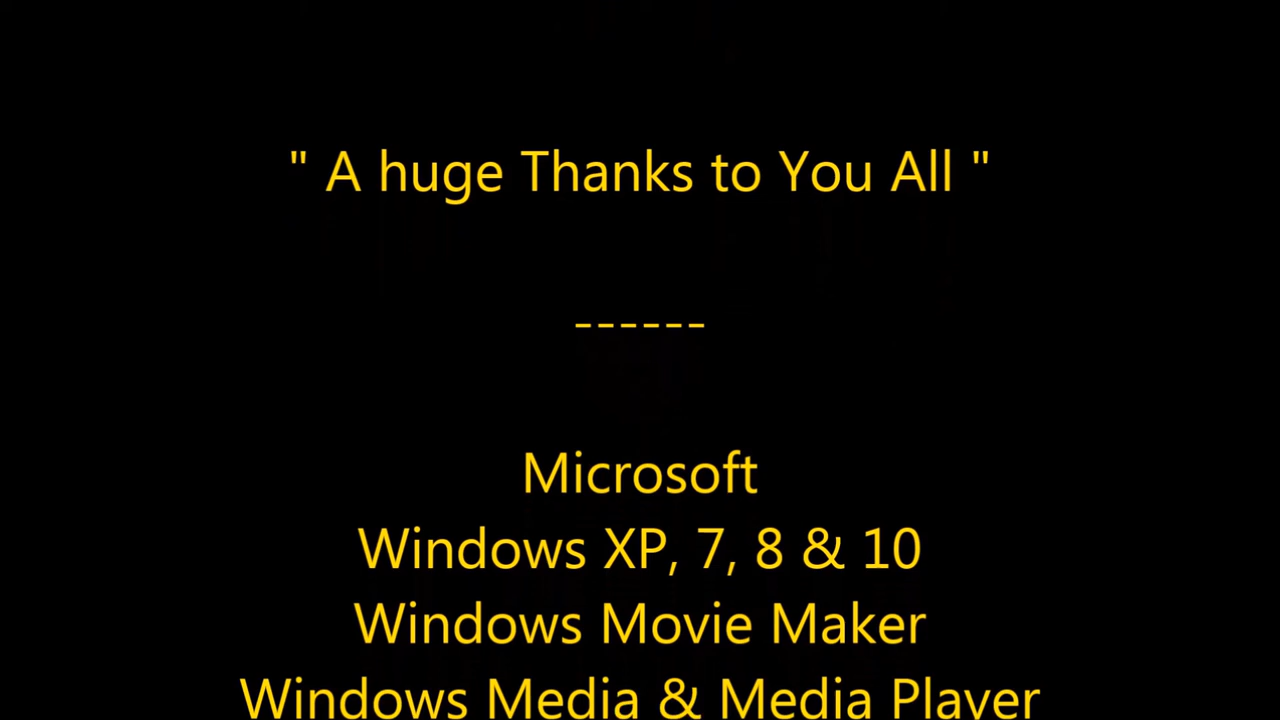 " A huge Thanks to You All "
------
Microsoft
Windows XP, 7, 8 & 10
Windows Movie Maker
Windows Media & Media Player